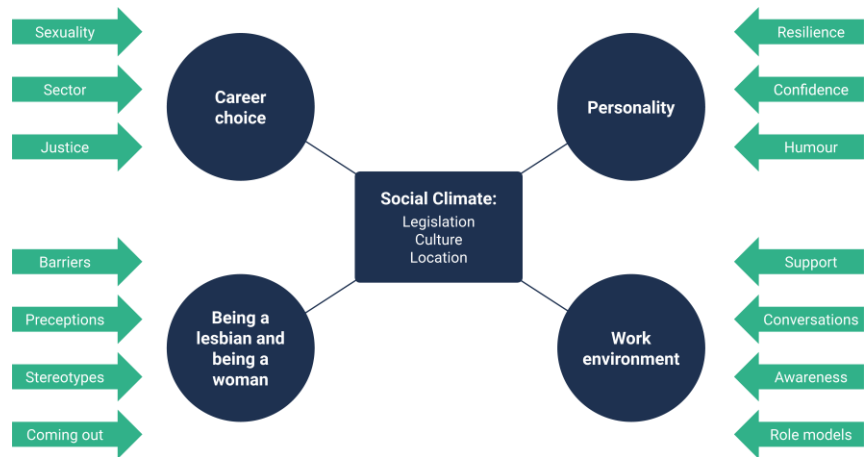 Sexuality
Sector
Justice
Career
choice
Personality
Resilience
Confidence
Humour
Social Climate:
Legislation
Culture
Location
Barriers
Preceptions
Stereotypes
Coming out
Being a
lesbian and
being a
woman
Work
environment
Support
Conversations
Awareness
Role models